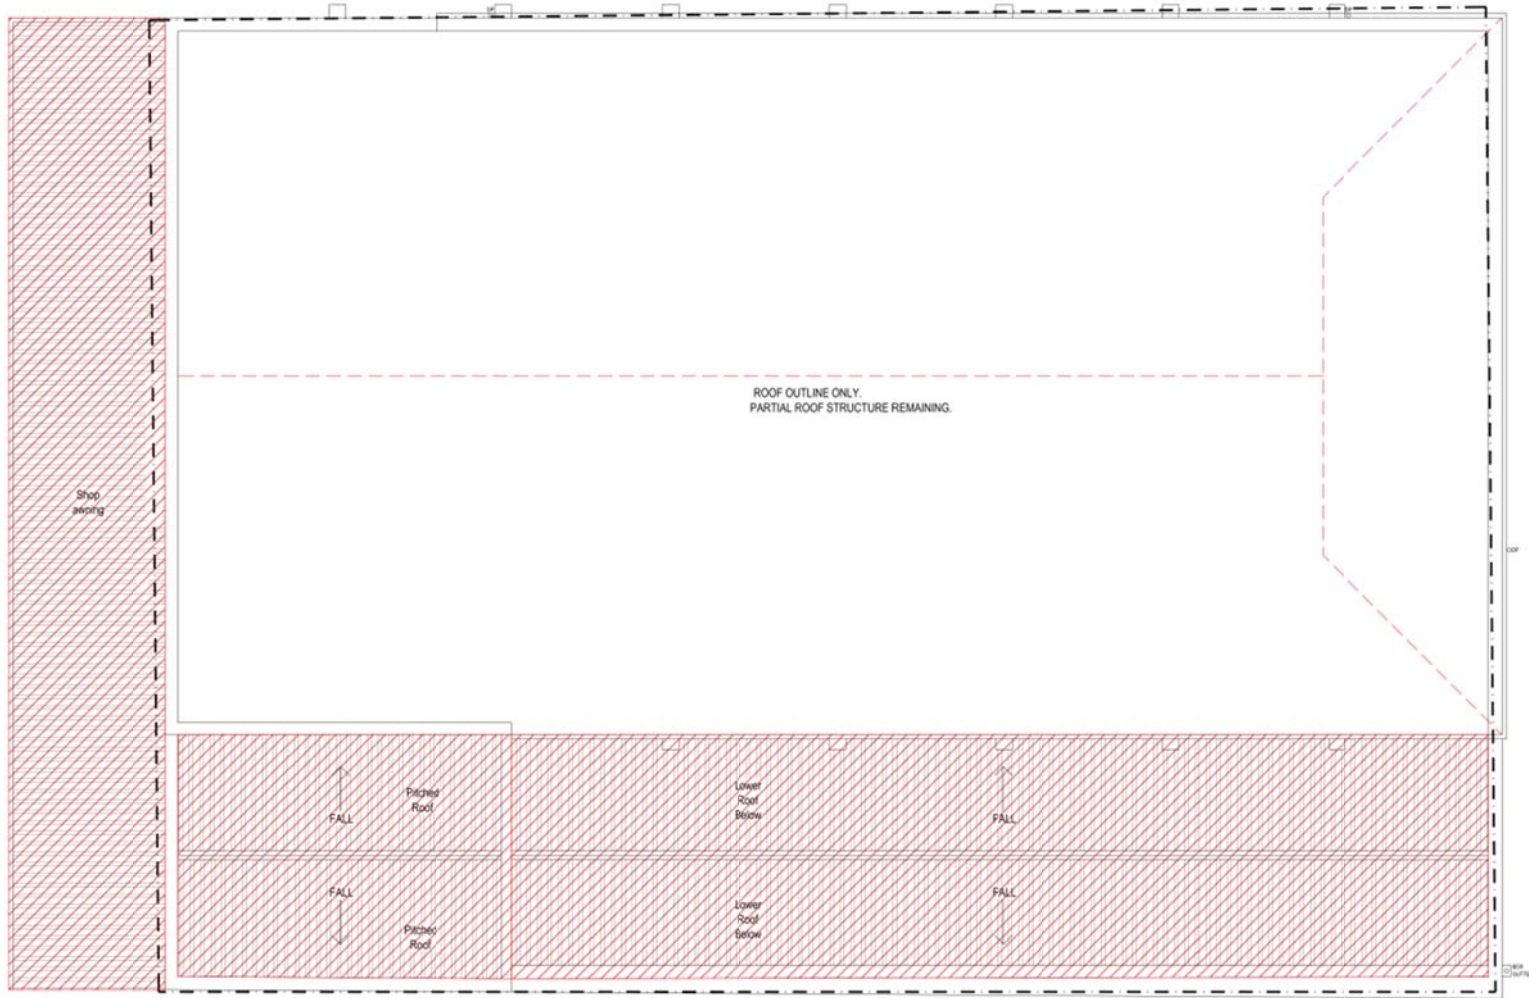 ROOF OUTLINE ONLY.
PARTIAL ROOF STRUCTURE REMAINING.
Shop
awning
Pitched
Roof
FALL
Lower
Roof
Below
FALL
FALL
Pitched
Roof
Lower
Roof
Below
FALL